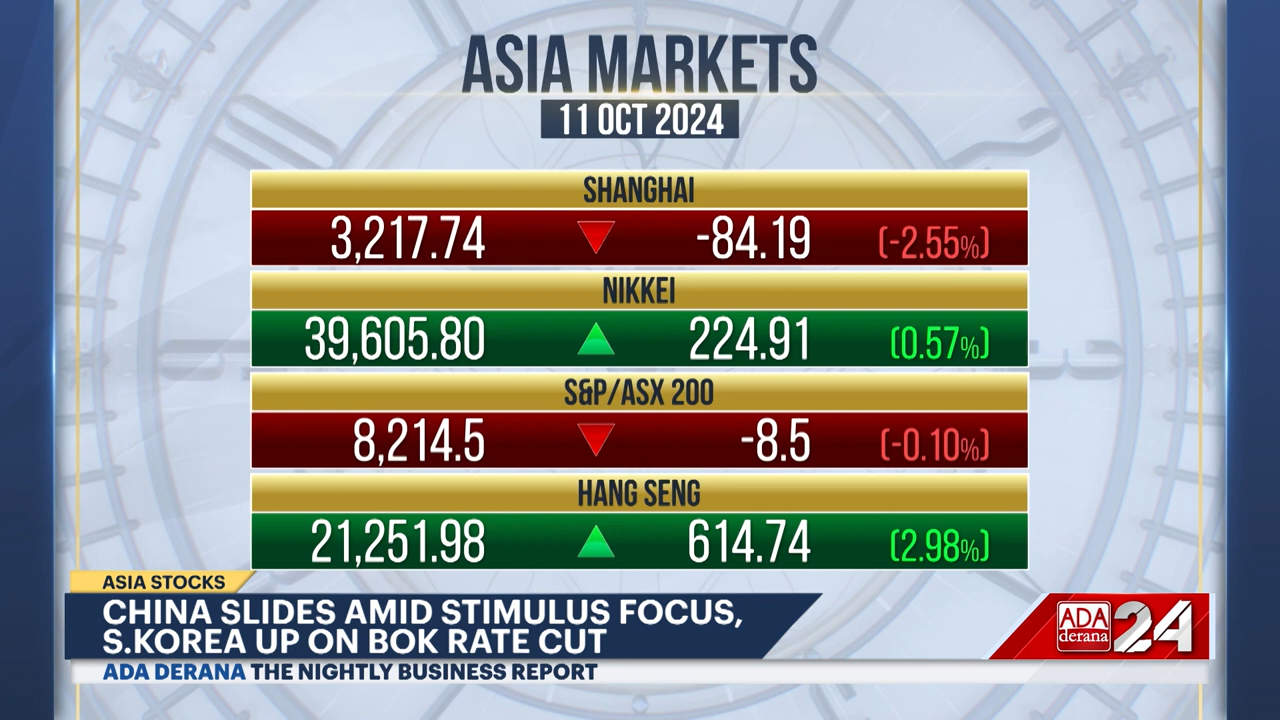 ASIA MARKETS
11 OCT 2024
SHANGHAI
3,217.74 -84.19 (-2.55%)
NIKKEI
39,605.80 224.91 (0.57%)
S&P/ASX 200
8,214.5 -8.5 (-0.10%)
HANG SENG
21,251.98 614.74 (2.98%)
ASIA STOCKS
CHINA SLIDES AMID STIMULUS FOCUS,
S.KOREA UP ON BOK RATE CUT
ADA DERANA THE NIGHTLY BUSINESS REPORT
ADA
derana
24